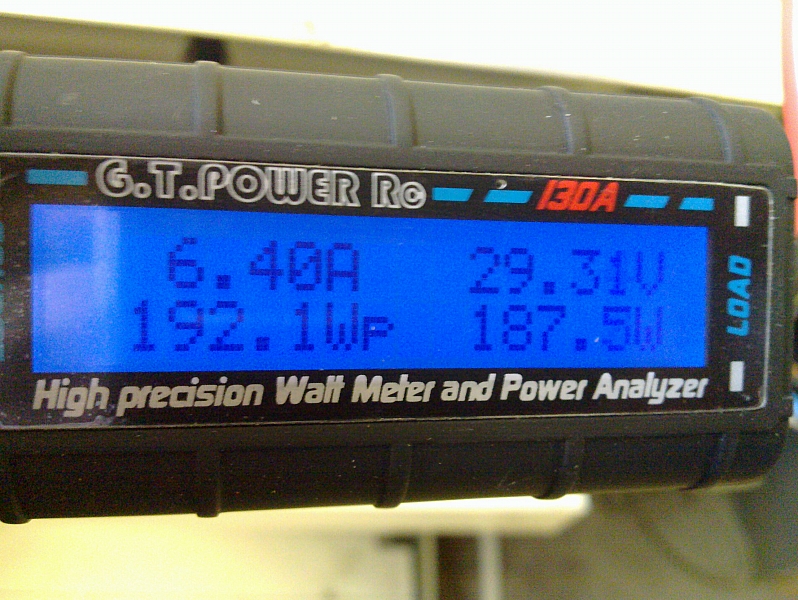 G.T.POWER RC 130A
6.40A 29.31V
192.1Wp 187.5W
LOAD
High precision Watt Meter and Power Analyzer